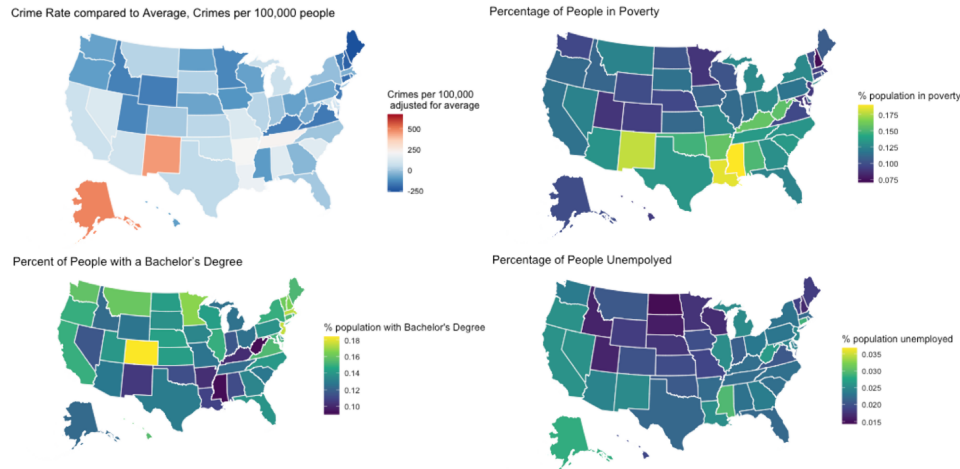 Crime Rate compared to Average, Crimes per 100,000 people
Crimes per 100,000
adjusted for average
500
250
0
-250
Percentage of People in Poverty
% population in poverty
0.175
0.150
0.125
0.100
0.075
Percent of People with a Bachelor's Degree
% population with Bachelor's Degree
0.18
0.16
0.14
0.12
0.10
Percentage of People Unempolyed
% population unemployed
0.035
0.030
0.025
0.020
0.015